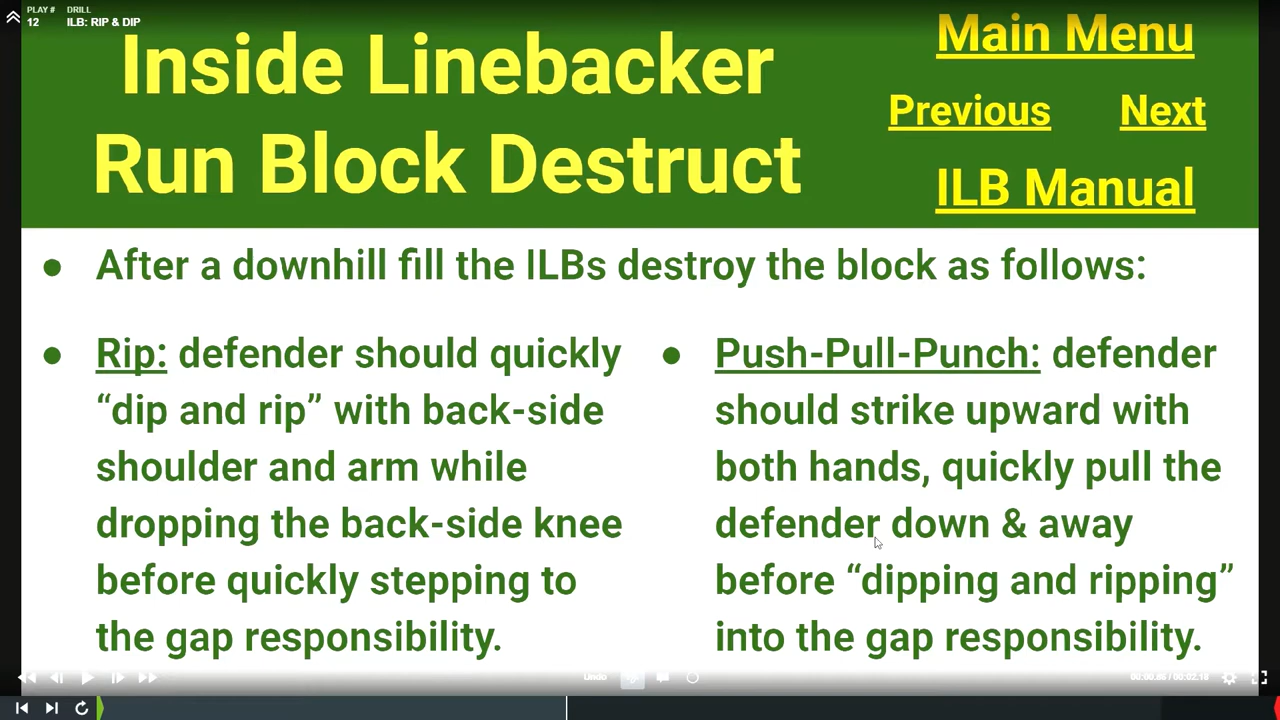 PLAY # DRILL
12 ILB: RIP & DIP
Inside Linebacker
Run Block Destruct
Main Menu
Previous Next
ILB Manual
● After a downhill fill the ILBs destroy the block as follows:
● Rip: defender should quickly
“dip and rip” with back-side
shoulder and arm while
dropping the back-side knee
before quickly stepping to
the gap responsibility.
● Push-Pull-Punch: defender
should strike upward with
both hands, quickly pull the
defender down & away
before “dipping and ripping”
into the gap responsibility.
Undo